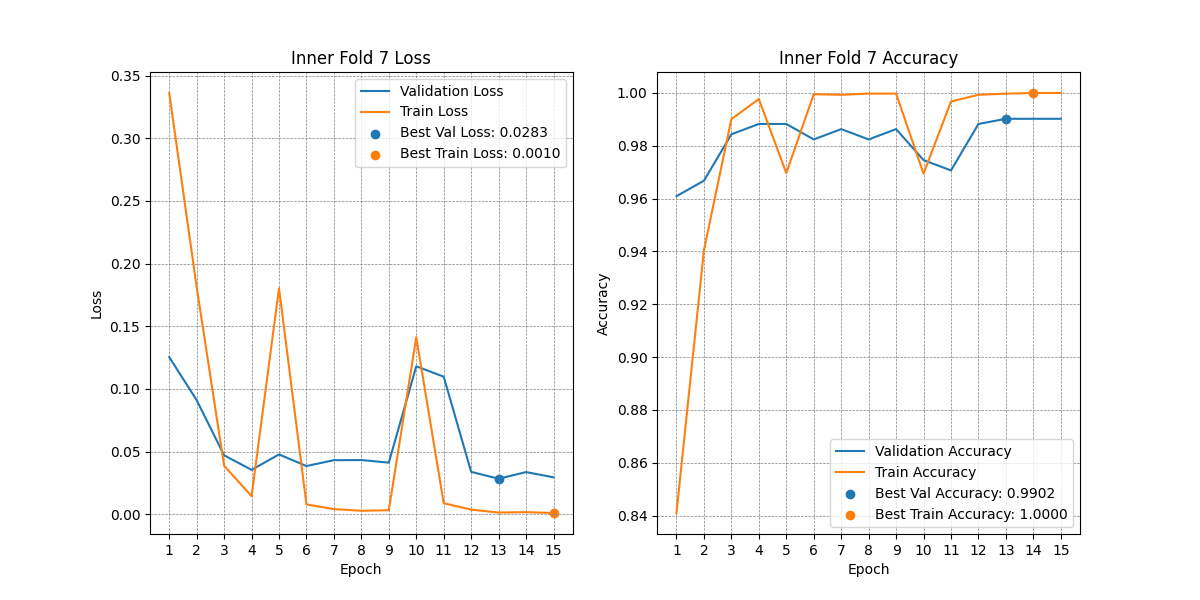 Inner Fold 7 Loss
0.35
0.30
0.25
0.20
0.15
0.10
0.05
0.00
Loss
Validation Loss
Train Loss
Best Val Loss: 0.0283
Best Train Loss: 0.0010
1 2 3 4 5 6 7 8 9 10 11 12 13 14 15
Epoch
Inner Fold 7 Accuracy
1.00
0.98
0.96
0.94
0.92
0.90
0.88
0.86
0.84
Accuracy
Validation Accuracy
Train Accuracy
Best Val Accuracy: 0.9902
Best Train Accuracy: 1.0000
1 2 3 4 5 6 7 8 9 10 11 12 13 14 15
Epoch